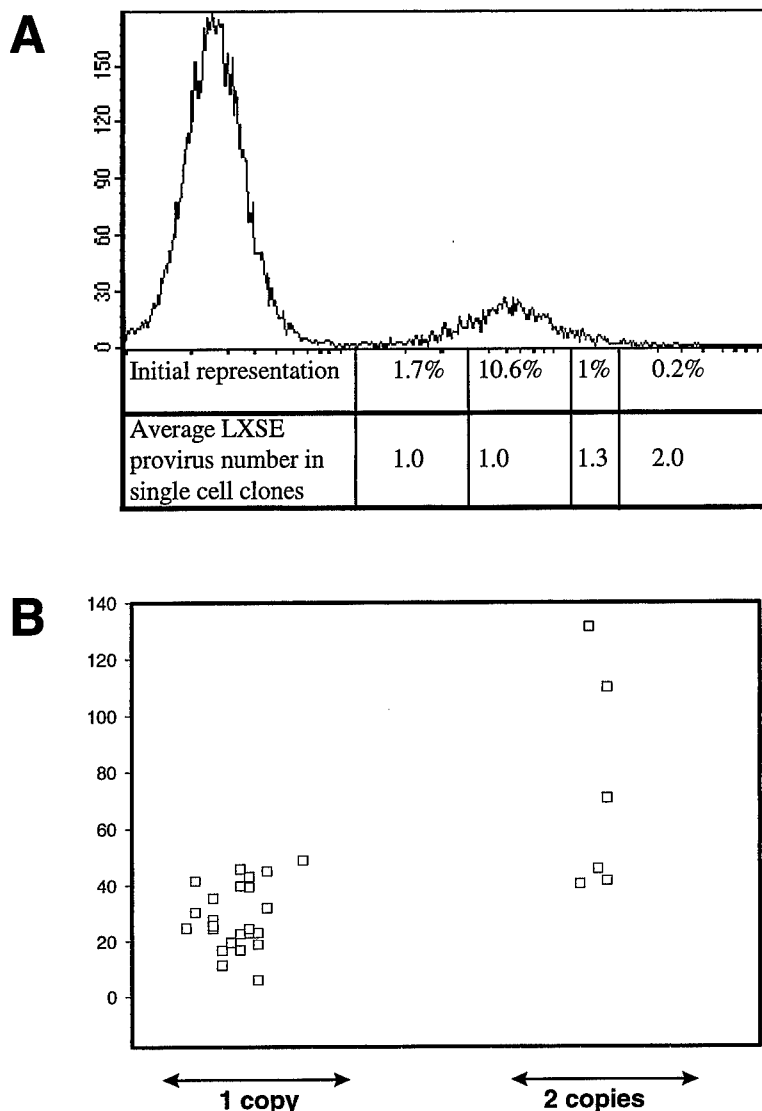 A
150
120
90
60
30
0
Initial representation 1.7% 10.6% 1% 0.2%
Average LXSE
provirus number in
single cell clones 1.0 1.0 1.3 2.0
B
140
120
100
80
60
40
20
0
1 copy 2 copies